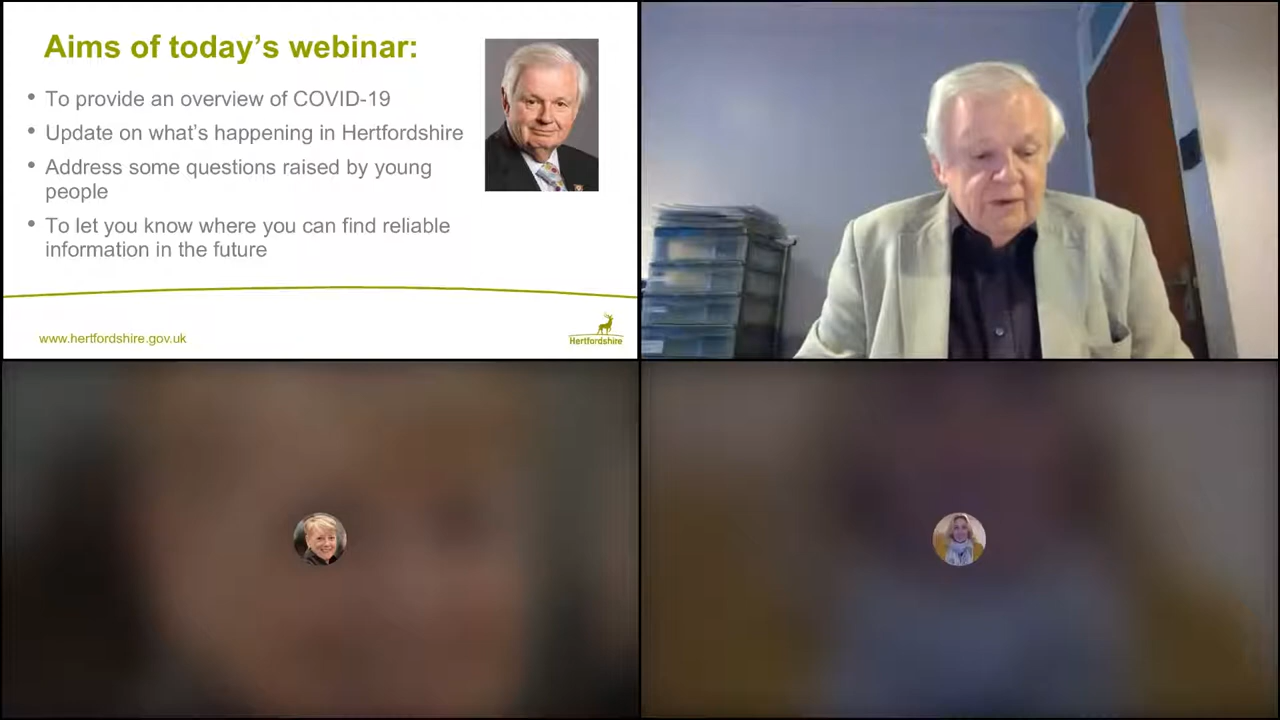 Aims of today's webinar:
• To provide an overview of COVID-19
• Update on what's happening in Hertfordshire
• Address some questions raised by young
people
• To let you know where you can find reliable
information in the future
www.hertfordshire.gov.uk
Hertfordshire